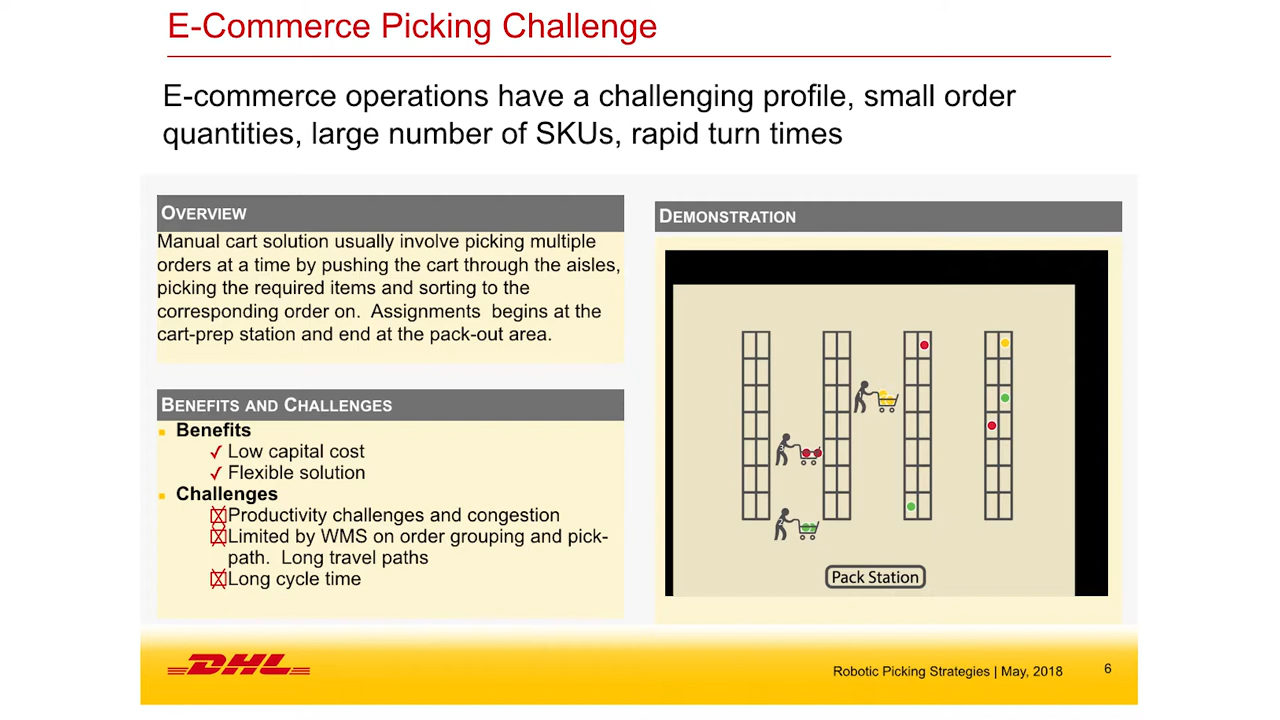 E-Commerce Picking Challenge
E-commerce operations have a challenging profile, small order
quantities, large number of SKUs, rapid turn times
OVERVIEW
Manual cart solution usually involve picking multiple
orders at a time by pushing the cart through the aisles,
picking the required items and sorting to the
corresponding order on.  Assignments  begins at the
cart-prep station and end at the pack-out area.
BENEFITS AND CHALLENGES
Benefits
Low capital cost
Flexible solution
Challenges
Productivity challenges and congestion
Limited by WMS on order grouping and pick-
path.  Long travel paths
Long cycle time
DEMONSTRATION
Pack Station
DHL
Robotic Picking Strategies | May, 2018
6